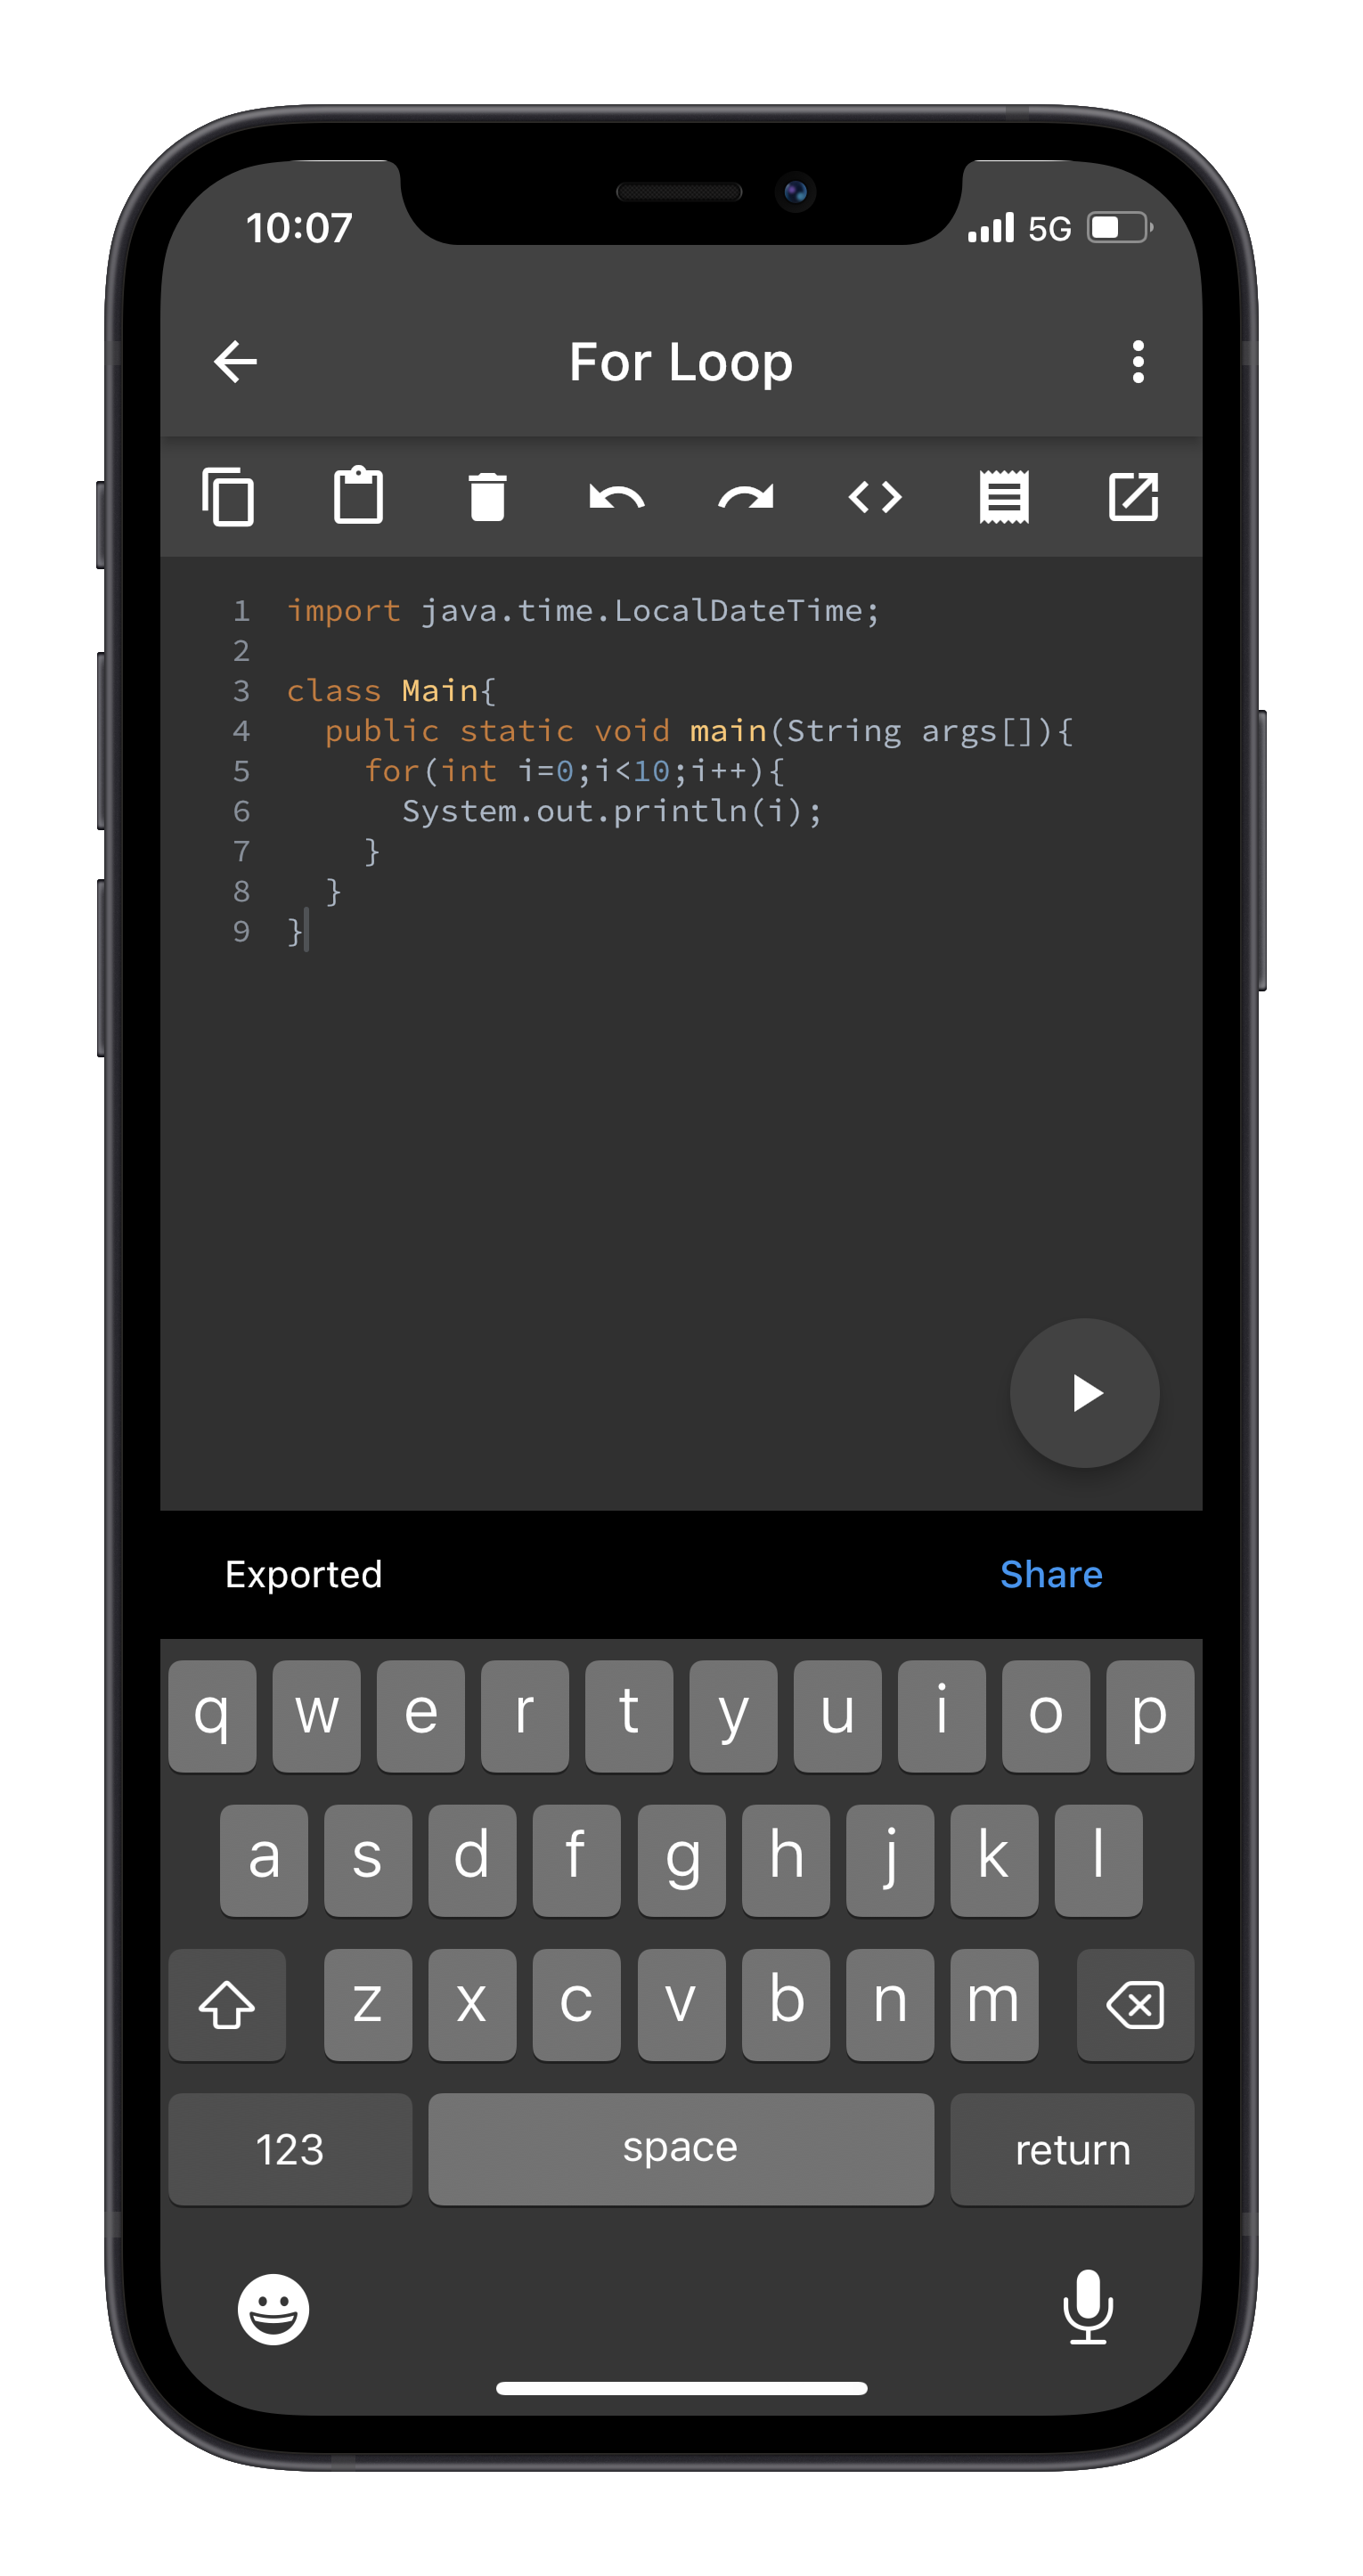 10:07 5G
For Loop
1 import java.time.LocalDateTime;
2
3 class Main{
4   public static void main(String args[]){
5     for(int i=0;i<10;i++){
6       System.out.println(i);
7     }
8   }
9 }
Exported Share
q w e r t y u i o p
a s d f g h j k l
z x c v b n m
123 space return